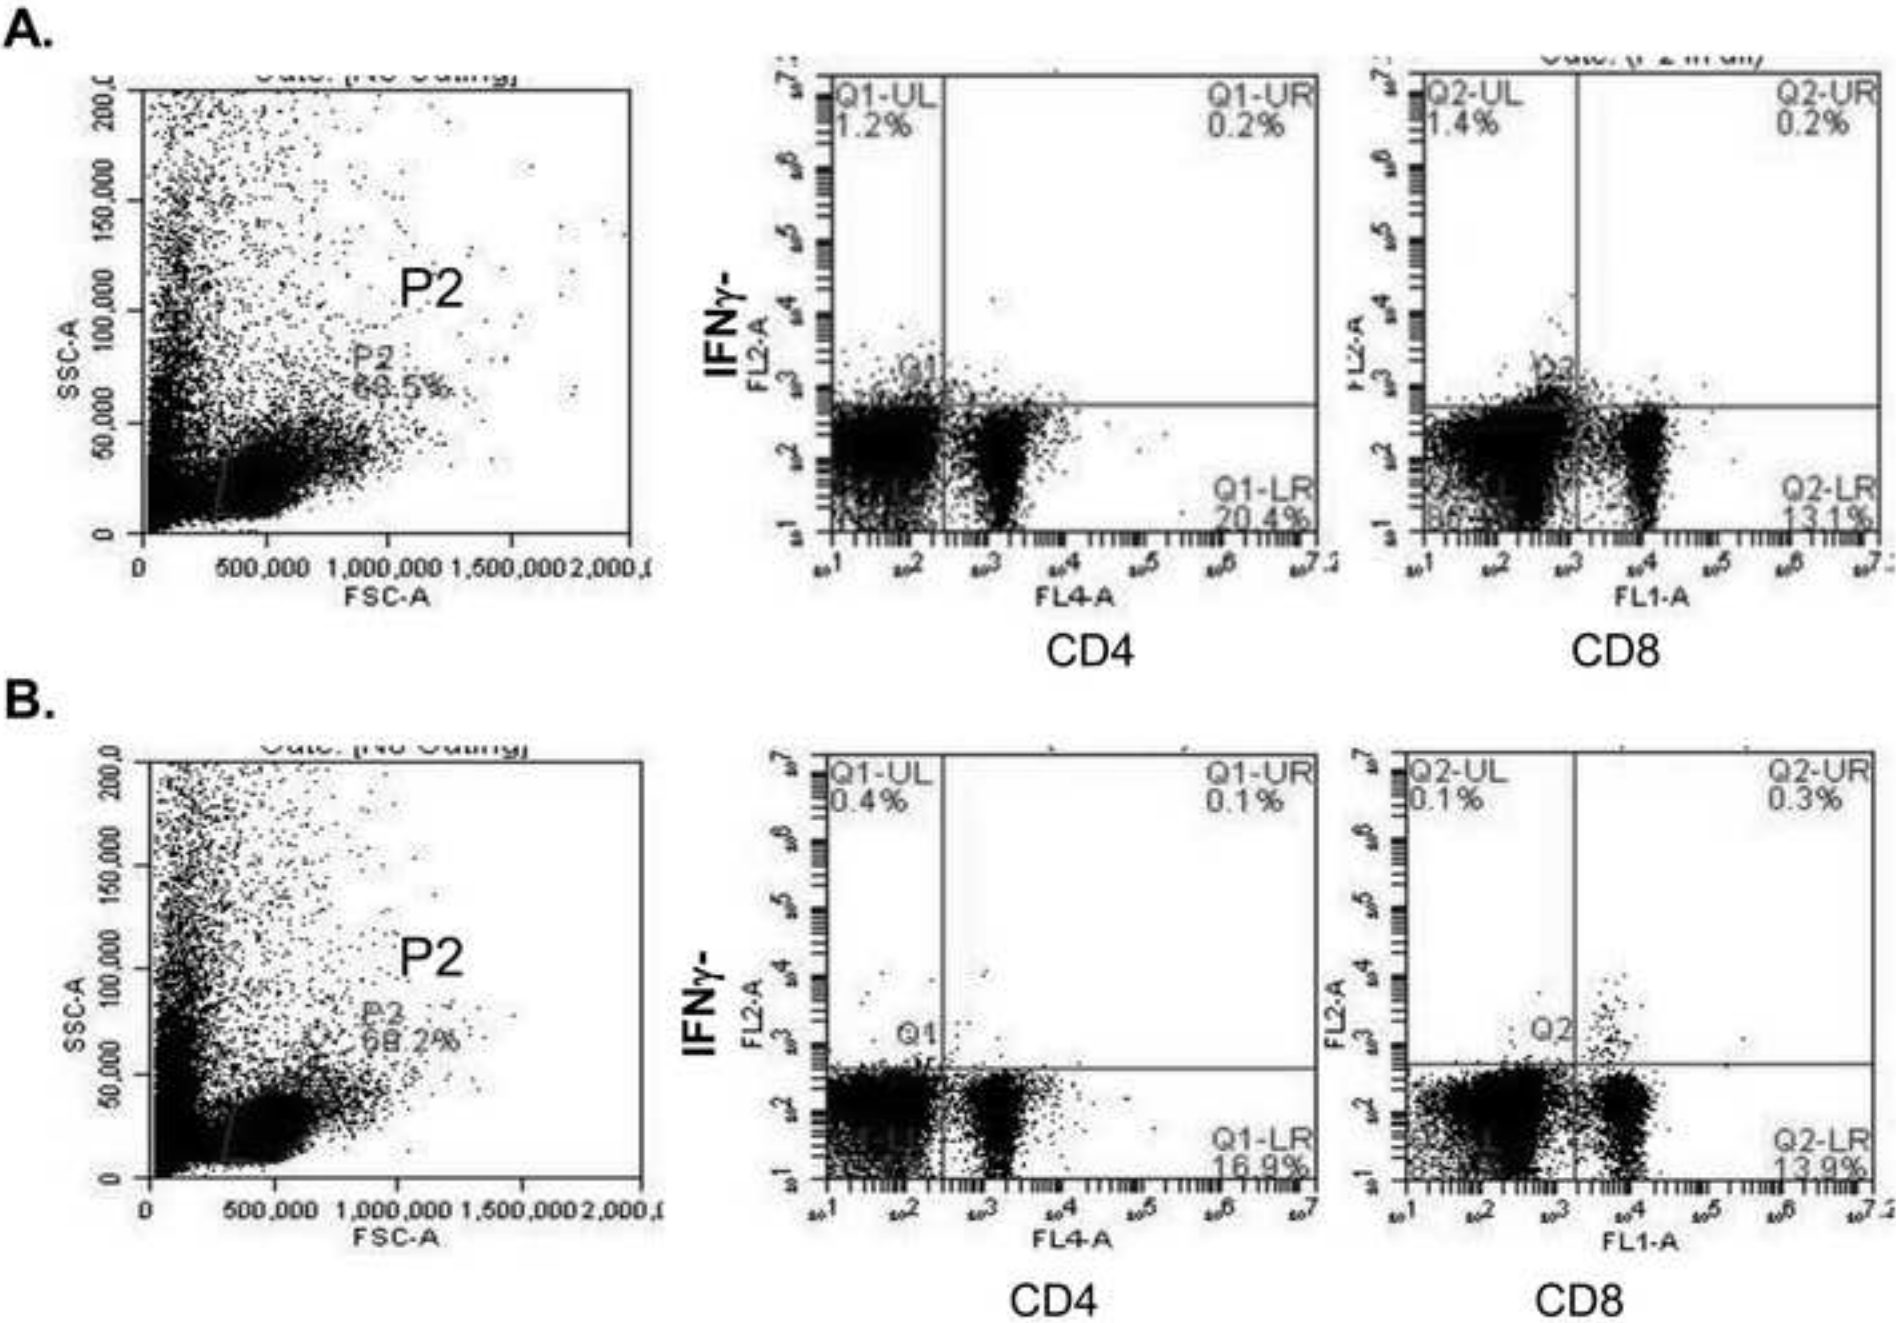 A.
200,0
150,000
100,000
50,000
0
SSC-A
P2
P2
0 500,000 1,000,000 1,500,000 2,000,0
FSC-A
IFNγ-
FL2-A
Q1-UL
1.2%
Q1-UR
0.2%
Q1
Q1-LR
20.4%
FL4-A
CD4
FL2-A
Q2-UL
1.4%
Q2-UR
0.2%
Q2
Q2-LR
13.1%
FL1-A
CD8
B.
200,0
150,000
100,000
50,000
0
SSC-A
P2
P2
0 500,000 1,000,000 1,500,000 2,000,0
FSC-A
IFNγ-
FL2-A
Q1-UL
0.4%
Q1-UR
0.1%
Q1
Q1-LR
16.9%
FL4-A
CD4
FL2-A
Q2-UL
0.1%
Q2-UR
0.3%
Q2
Q2-LR
13.9%
FL1-A
CD8